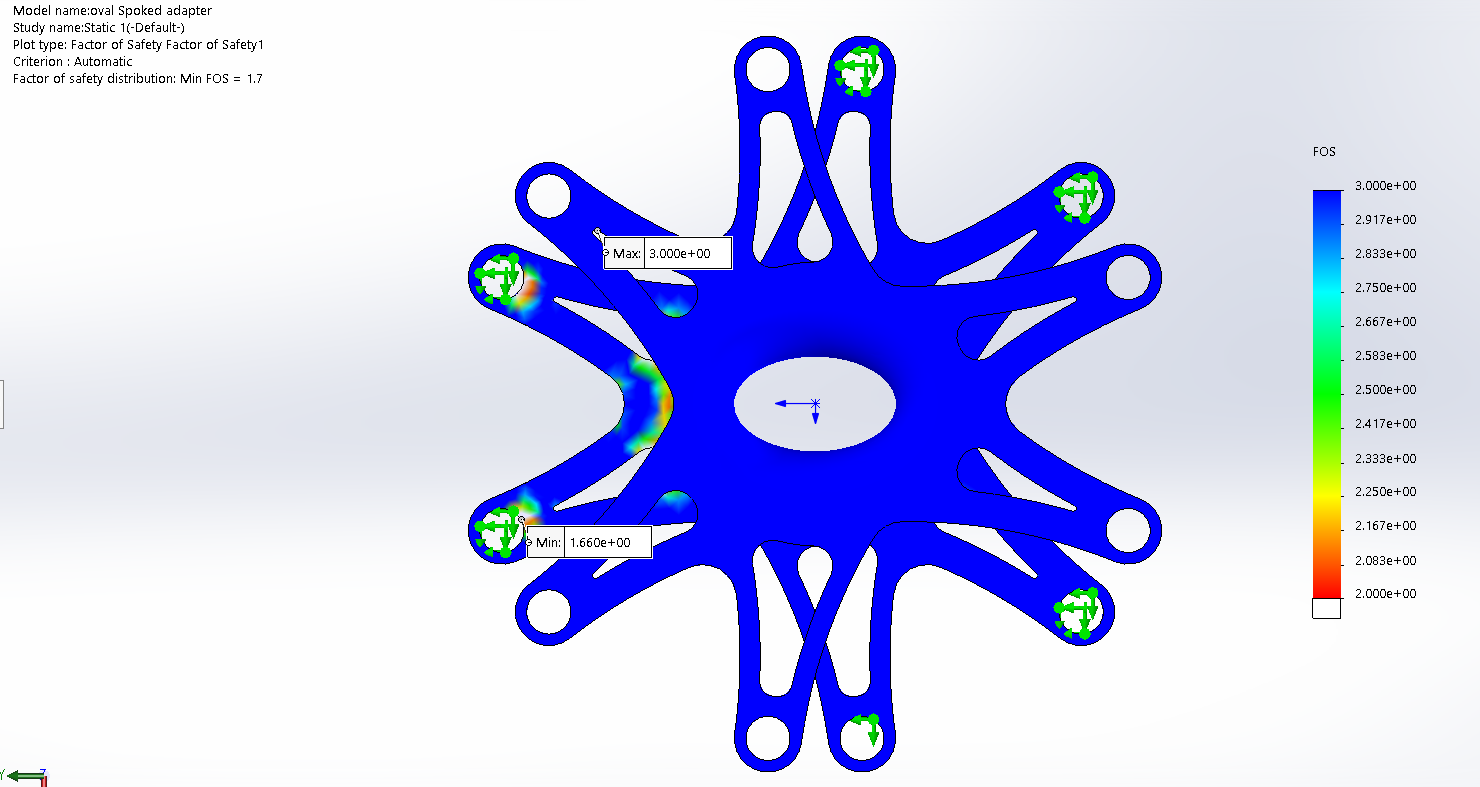 Model name:oval Spoked adapter
Study name:Static 1(-Default-)
Plot type: Factor of Safety Factor of Safety1
Criterion : Automatic
Factor of safety distribution: Min FOS = 1.7
FOS
3.000e+00
2.917e+00
2.833e+00
2.750e+00
2.667e+00
2.583e+00
2.500e+00
2.417e+00
2.333e+00
2.250e+00
2.167e+00
2.083e+00
2.000e+00
Max: 3.000e+00
Min: 1.660e+00
Y
Z